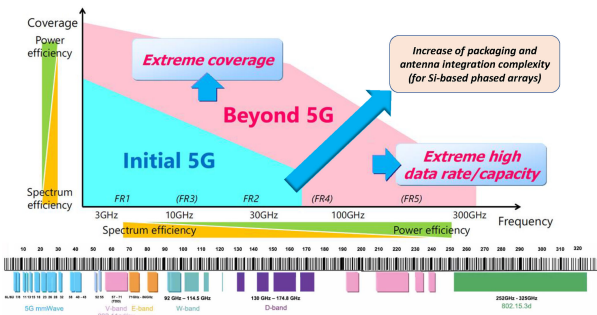 Coverage
Power
efficiency
Spectrum
efficiency
Extreme coverage
Increase of packaging and
antenna integration complexity
(for Si-based phased arrays)
Beyond 5G
Initial 5G
Extreme high
data rate/capacity
FR1 (FR3) FR2 (FR4) (FR5)
3GHz 10GHz 30GHz 100GHz 300GHz Frequency
Spectrum efficiency Power efficiency
10 20 30 40 50 60 70 80 90 100 110 120 130 140 150 160 170 180 190 200 210 220 230 240 250 260 270 280 290 300 310 320
57 - 71 71GHz - 86GHz 92 GHz - 114.5 GHz 130 GHz - 174.8 GHz 252GHz - 325GHz
5G mmWave V-band E-band W-band D-band 802.15.3d